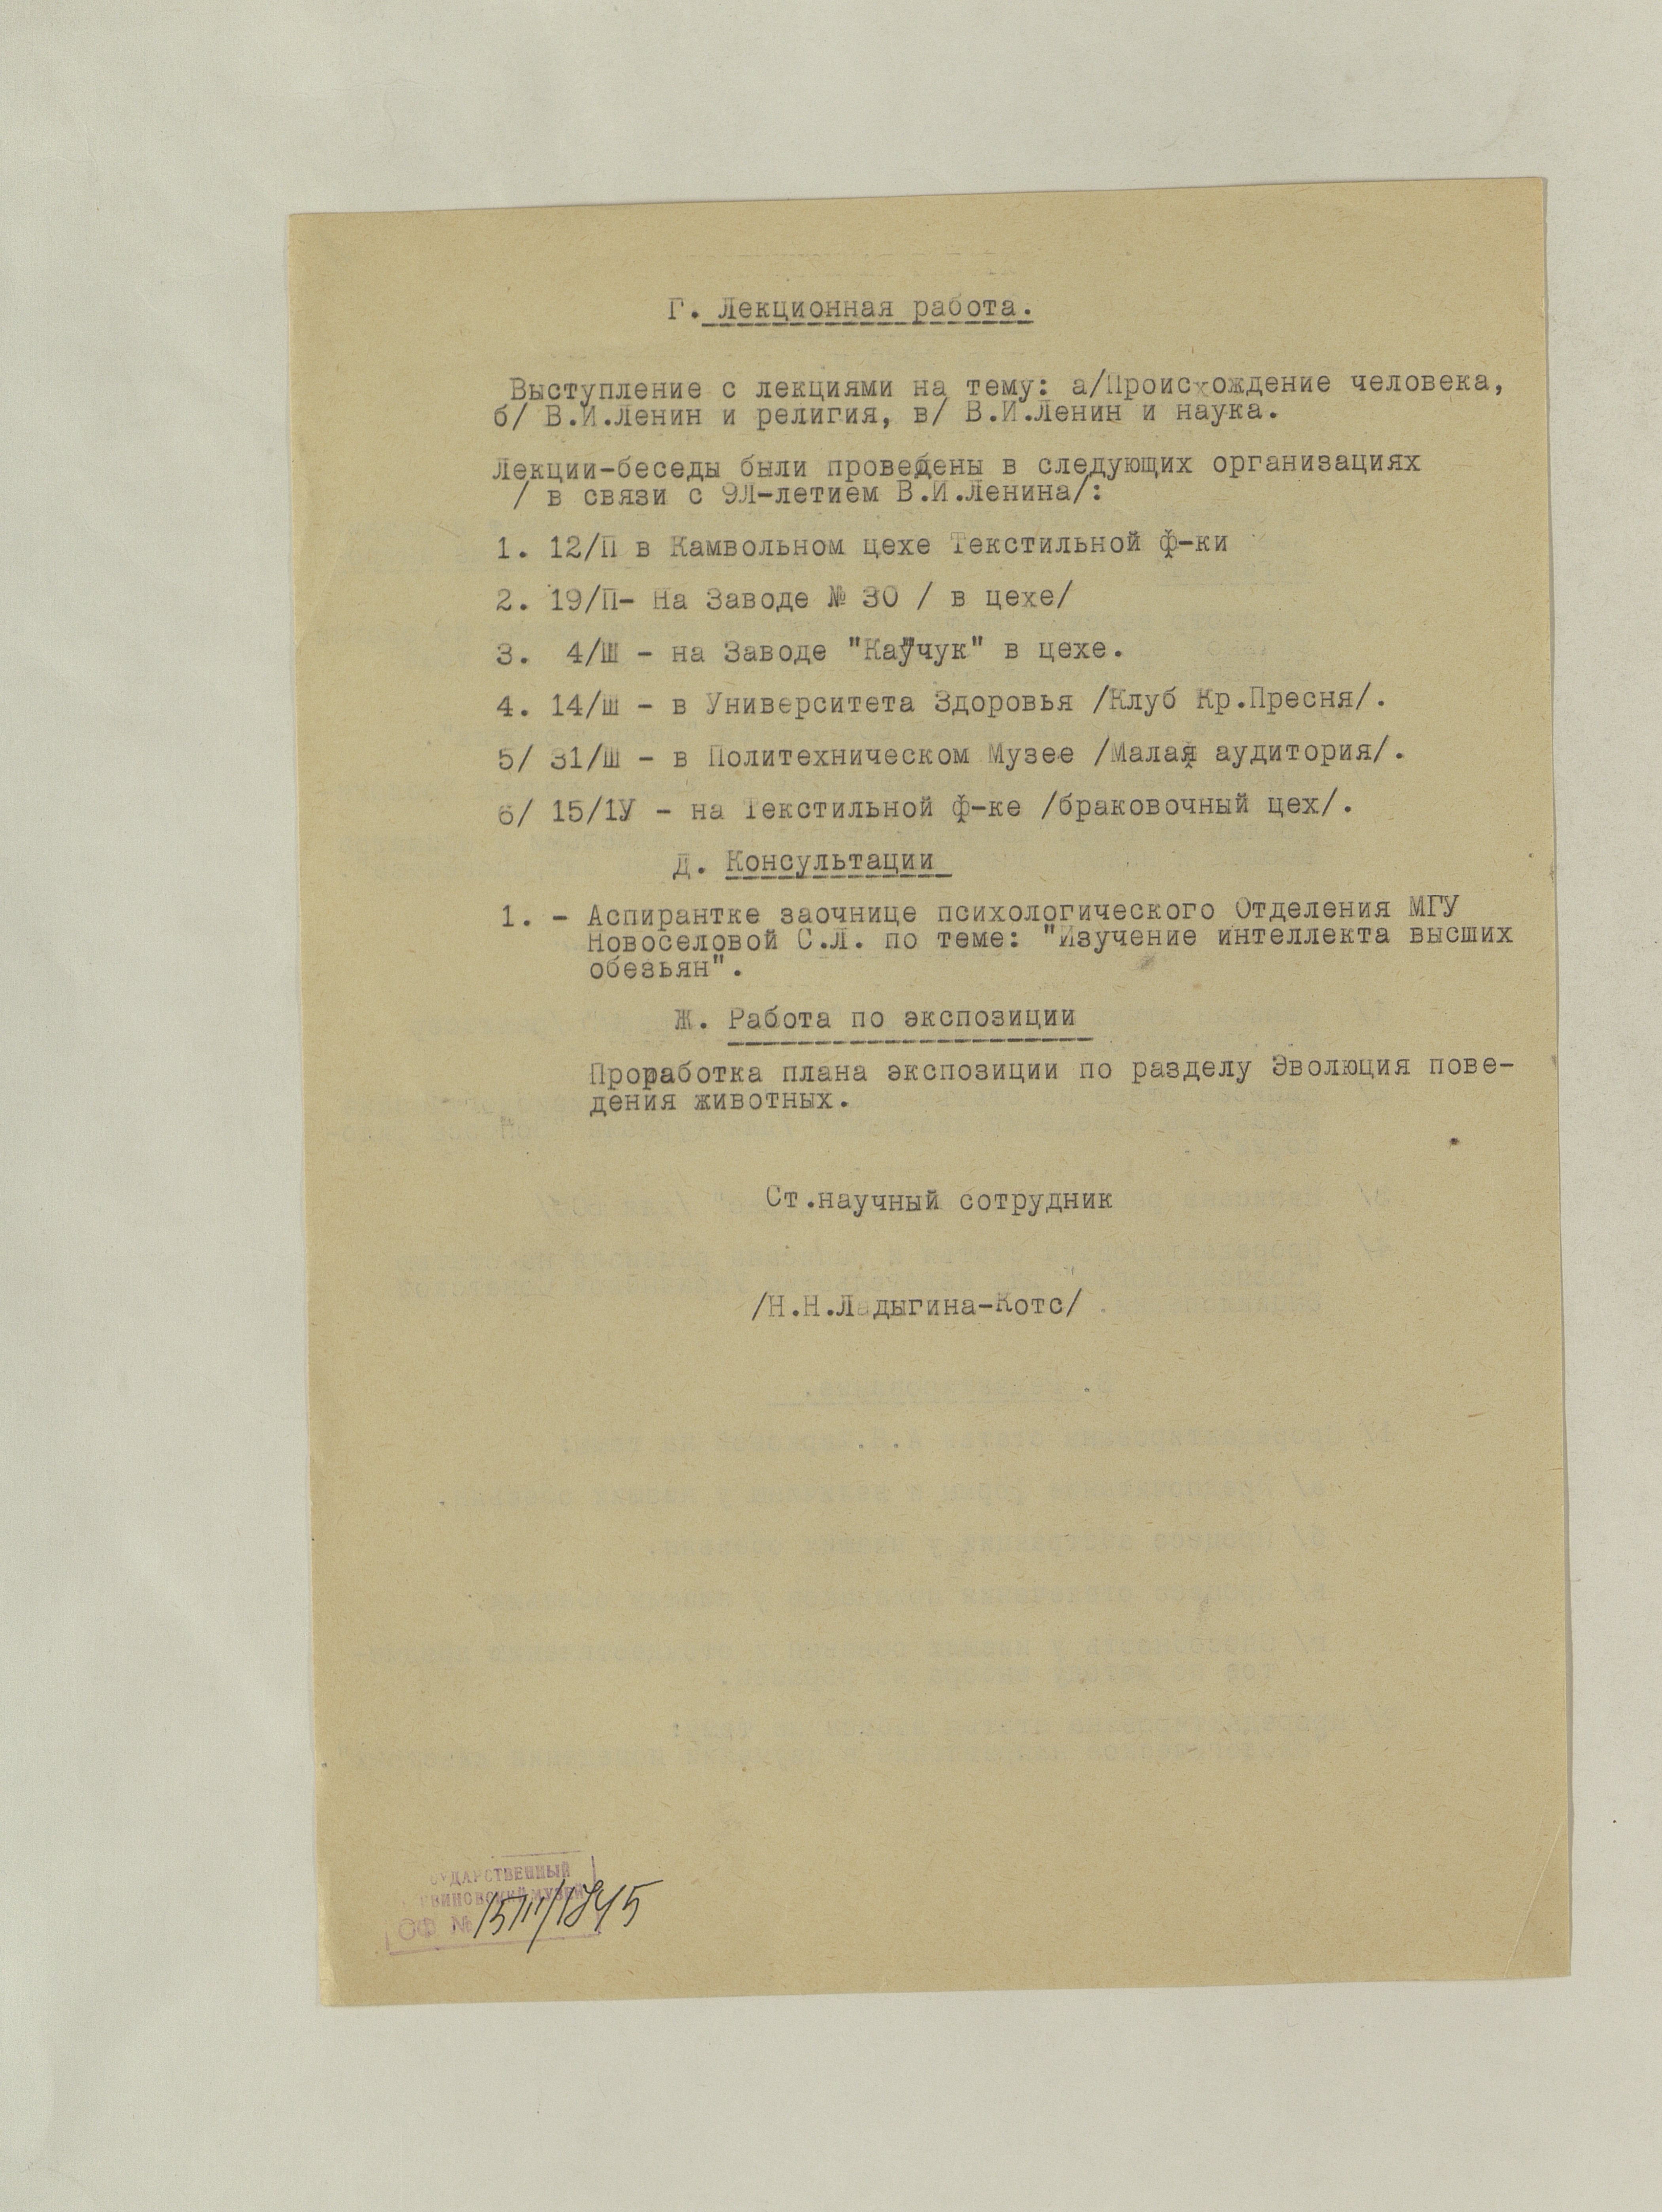 Г. Лекционная работа.
Выступление с лекциями на тему: а/Происхождение человека,
б/ В.И.Ленин и религия, в/ В.И.Ленин и наука.
Лекции-беседы были проведены в следующих организациях
/ в связи с 9Л-летием В.И.Ленина/:
1. 12/П в Камвольном цехе Текстильной ф-ки
2. 19/П- На Заводе № 30 / в цехе/
3. 4/Ш - на Заводе "Каучук" в цехе.
4. 14/Ш - в Университета Здоровья /Клуб Кр.Пресня/.
5/ 31/Ш - в Политехническом Музее /Малая аудитория/.
6/ 15/1У - на Текстильной ф-ке /браковочный цех/.
Д. Консультации
1. - Аспирантке заочнице психологического Отделения МГУ
Новоселовой С.Л. по теме: "Изучение интеллекта высших
обезьян".
Ж. Работа по экспозиции
Проработка плана экспозиции по разделу Эволюция пове-
дения животных.
Ст.научный сотрудник
/Н.Н.Ладыгина-Котс/
ОФ №